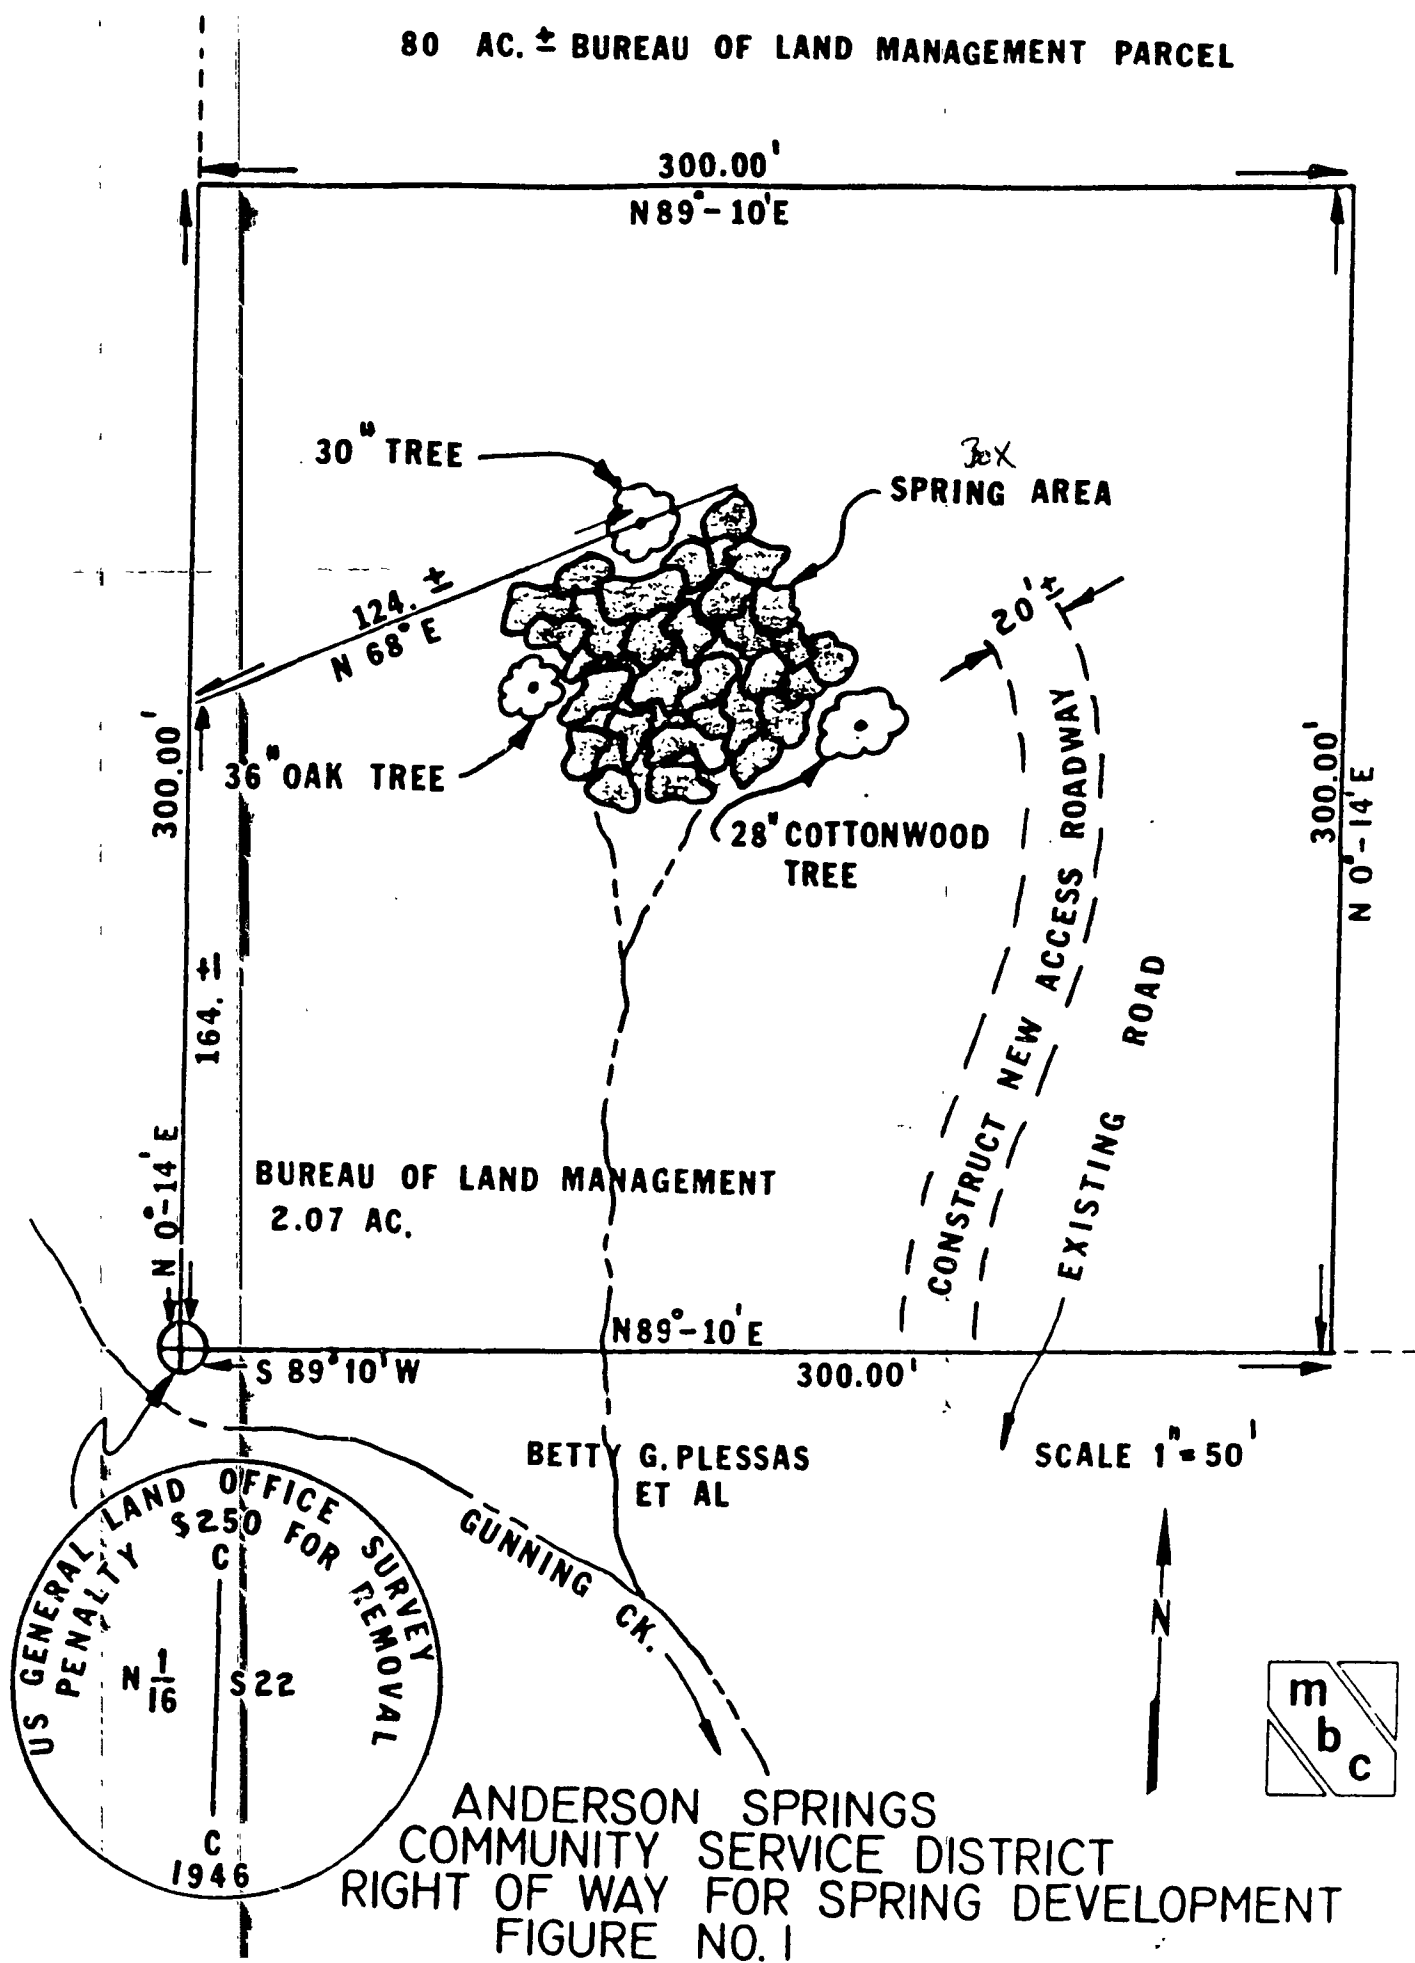 80 AC. ± BUREAU OF LAND MANAGEMENT PARCEL
300.00'
N 89°-10'E
30" TREE
Box
SPRING AREA
124. ±
N 68° E
20'±
36" OAK TREE
28" COTTONWOOD
TREE
300.00'
164. ±
N 0°-14' E
300.00'
N 0°-14' E
CONSTRUCT NEW ACCESS ROADWAY
EXISTING ROAD
BUREAU OF LAND MANAGEMENT
2.07 AC.
N89°-10'E
S 89°10' W
300.00'
BETTY G. PLESSAS
ET AL
SCALE 1" = 50'
GUNNING CK.
N
US GENERAL LAND OFFICE SURVEY
PENALTY $250 FOR REMOVAL
C
N 1/16 S22
C
1946
m
b
c
ANDERSON SPRINGS
COMMUNITY SERVICE DISTRICT
RIGHT OF WAY FOR SPRING DEVELOPMENT
FIGURE NO. 1